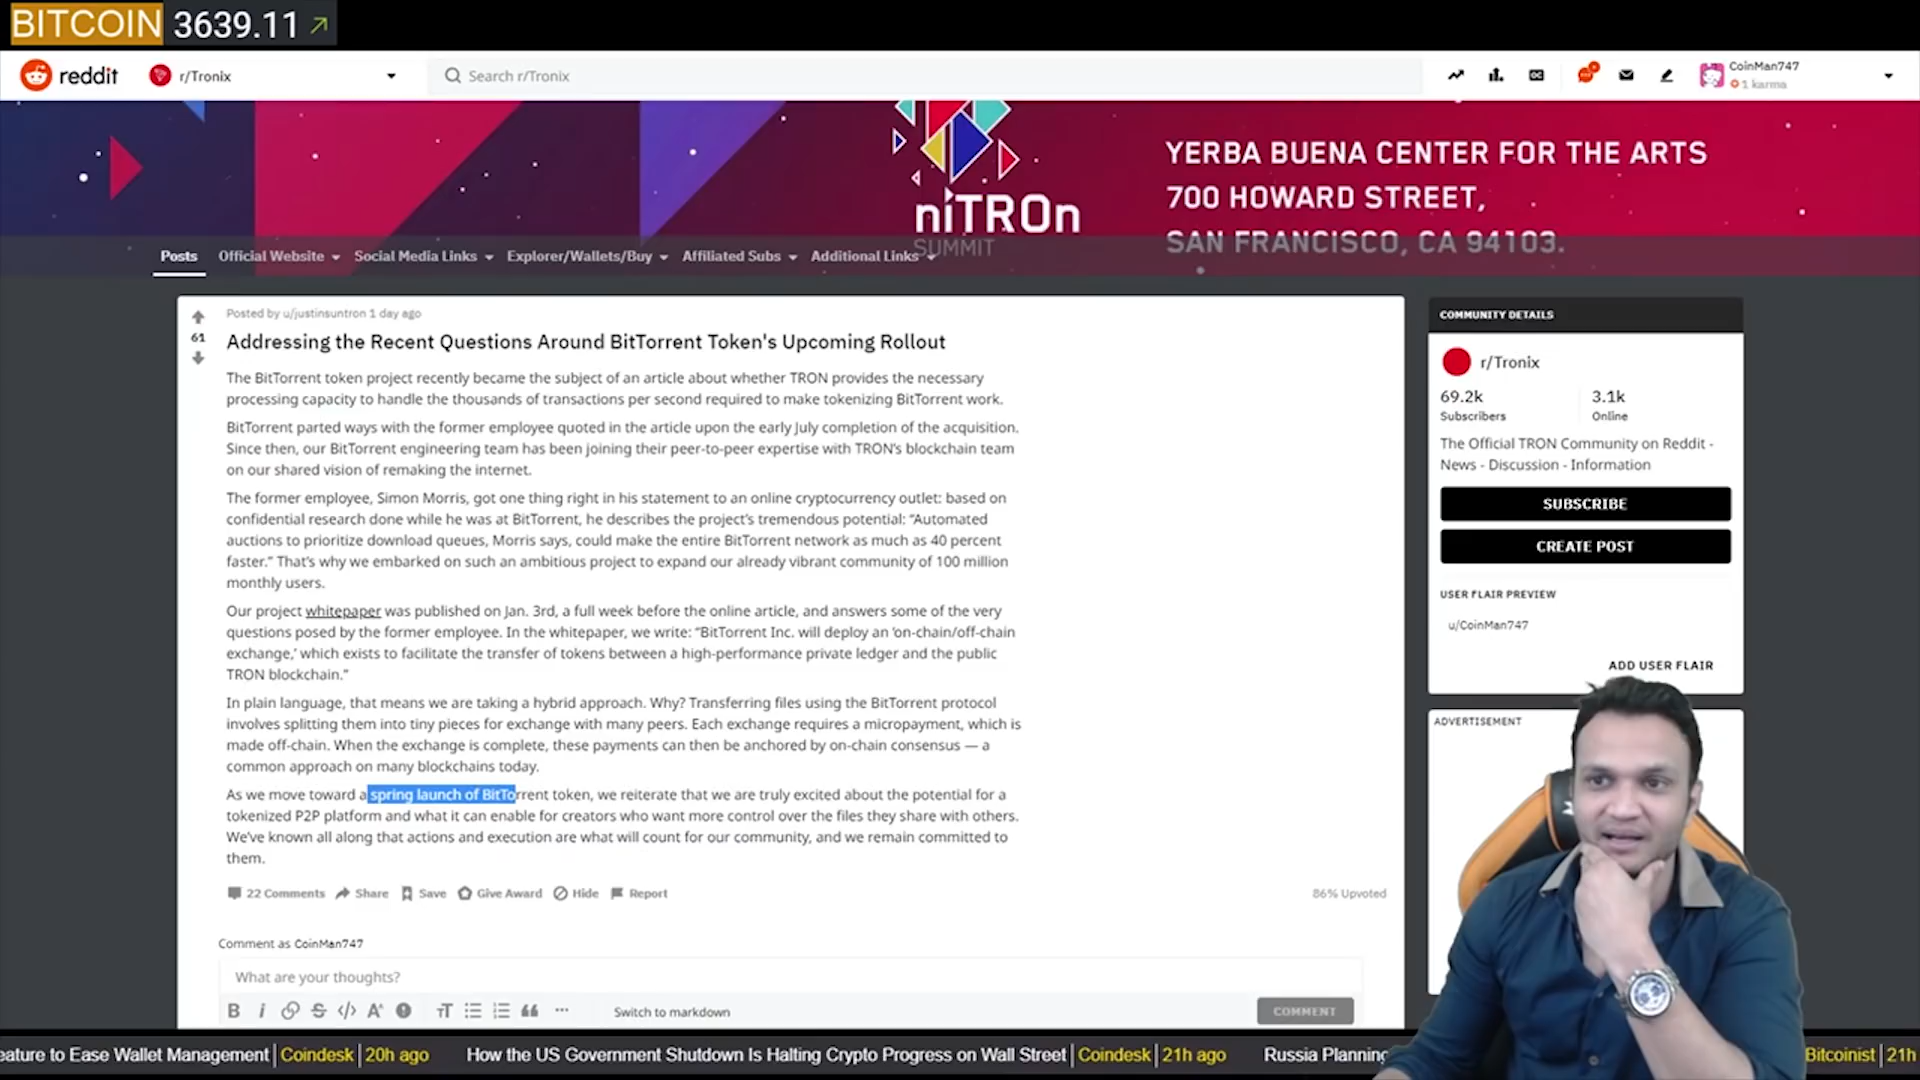 BITCOIN 3639.11
reddit r/Tronix Search r/Tronix CoinMan747
1 karma
YERBA BUENA CENTER FOR THE ARTS
700 HOWARD STREET,
SAN FRANCISCO, CA 94103.
niTROn
SUMMIT
Posts Official Website Social Media Links Explorer/Wallets/Buy Affiliated Subs Additional Links
Posted by u/justinsuntron 1 day ago
61
Addressing the Recent Questions Around BitTorrent Token's Upcoming Rollout
The BitTorrent token project recently became the subject of an article about whether TRON provides the necessary
processing capacity to handle the thousands of transactions per second required to make tokenizing BitTorrent work.
BitTorrent parted ways with the former employee quoted in the article upon the early July completion of the acquisition.
Since then, our BitTorrent engineering team has been joining their peer-to-peer expertise with TRON's blockchain team
on our shared vision of remaking the internet.
The former employee, Simon Morris, got one thing right in his statement to an online cryptocurrency outlet: based on
confidential research done while he was at BitTorrent, he describes the project's tremendous potential: “Automated
auctions to prioritize download queues, Morris says, could make the entire BitTorrent network as much as 40 percent
faster.” That's why we embarked on such an ambitious project to expand our already vibrant community of 100 million
monthly users.
Our project whitepaper was published on Jan. 3rd, a full week before the online article, and answers some of the very
questions posed by the former employee. In the whitepaper, we write: “BitTorrent Inc. will deploy an ‘on-chain/off-chain
exchange,’ which exists to facilitate the transfer of tokens between a high-performance private ledger and the public
TRON blockchain.”
In plain language, that means we are taking a hybrid approach. Why? Transferring files using the BitTorrent protocol
involves splitting them into tiny pieces for exchange with many peers. Each exchange requires a micropayment, which is
made off-chain. When the exchange is complete, these payments can then be anchored by on-chain consensus — a
common approach on many blockchains today.
As we move toward a spring launch of BitTorrent token, we reiterate that we are truly excited about the potential for a
tokenized P2P platform and what it can enable for creators who want more control over the files they share with others.
We've known all along that actions and execution are what will count for our community, and we remain committed to
them.
22 Comments Share Save Give Award Hide Report 86% Upvoted
Comment as CoinMan747
What are your thoughts?
B i S </> A T Switch to markdown COMMENT
COMMUNITY DETAILS
r/Tronix
69.2k 3.1k
Subscribers Online
The Official TRON Community on Reddit -
News - Discussion - Information
SUBSCRIBE
CREATE POST
USER FLAIR PREVIEW
u/CoinMan747
ADD USER FLAIR
ADVERTISEMENT
eature to Ease Wallet Management Coindesk 20h ago How the US Government Shutdown Is Halting Crypto Progress on Wall Street Coindesk 21h ago Russia Planning Bitcoinist 21h